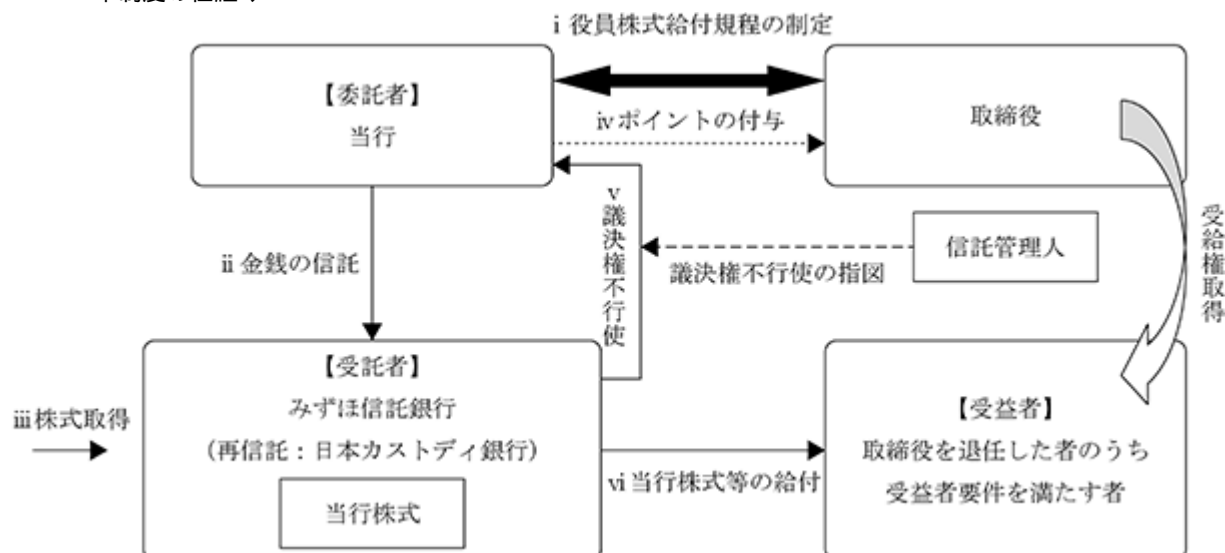 ⅰ 役員株式給付規程の制定
【委託者】
当行
取締役
ⅳポイントの付与
ⅴ議決権不行使
信託管理人
議決権不行使の指図
受給権取得
ⅱ 金銭の信託
【受託者】
みずほ信託銀行
(再信託：日本カストディ銀行)
当行株式
ⅲ株式取得
ⅵ当行株式等の給付
【受益者】
取締役を退任した者のうち
受益者要件を満たす者